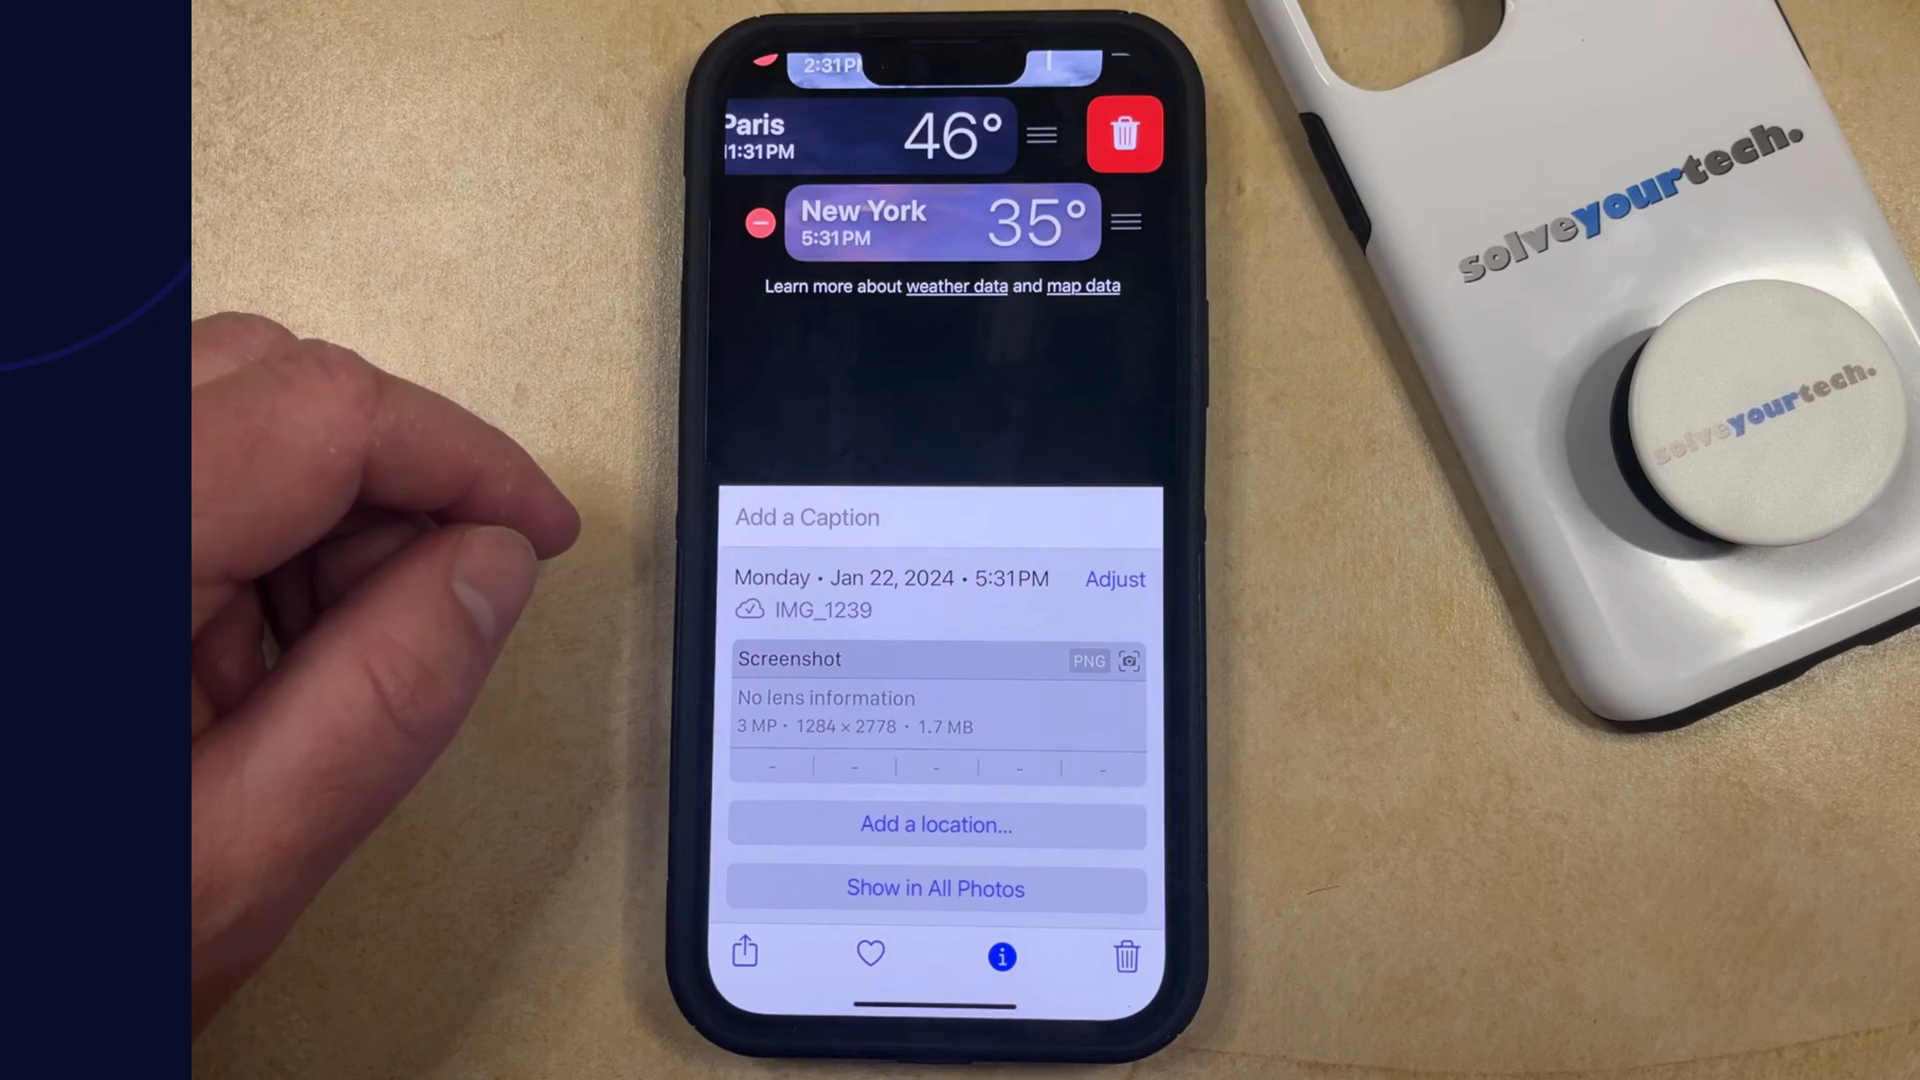 2:31PM
Paris
11:31PM
46°
New York
5:31PM
35°
Learn more about weather data and map data
Add a Caption
Monday • Jan 22, 2024 • 5:31PM
Adjust
IMG_1239
Screenshot
PNG
No lens information
3 MP • 1284 × 2778 • 1.7 MB
- - - - -
Add a location...
Show in All Photos
solveyourtech.
solveyourtech.